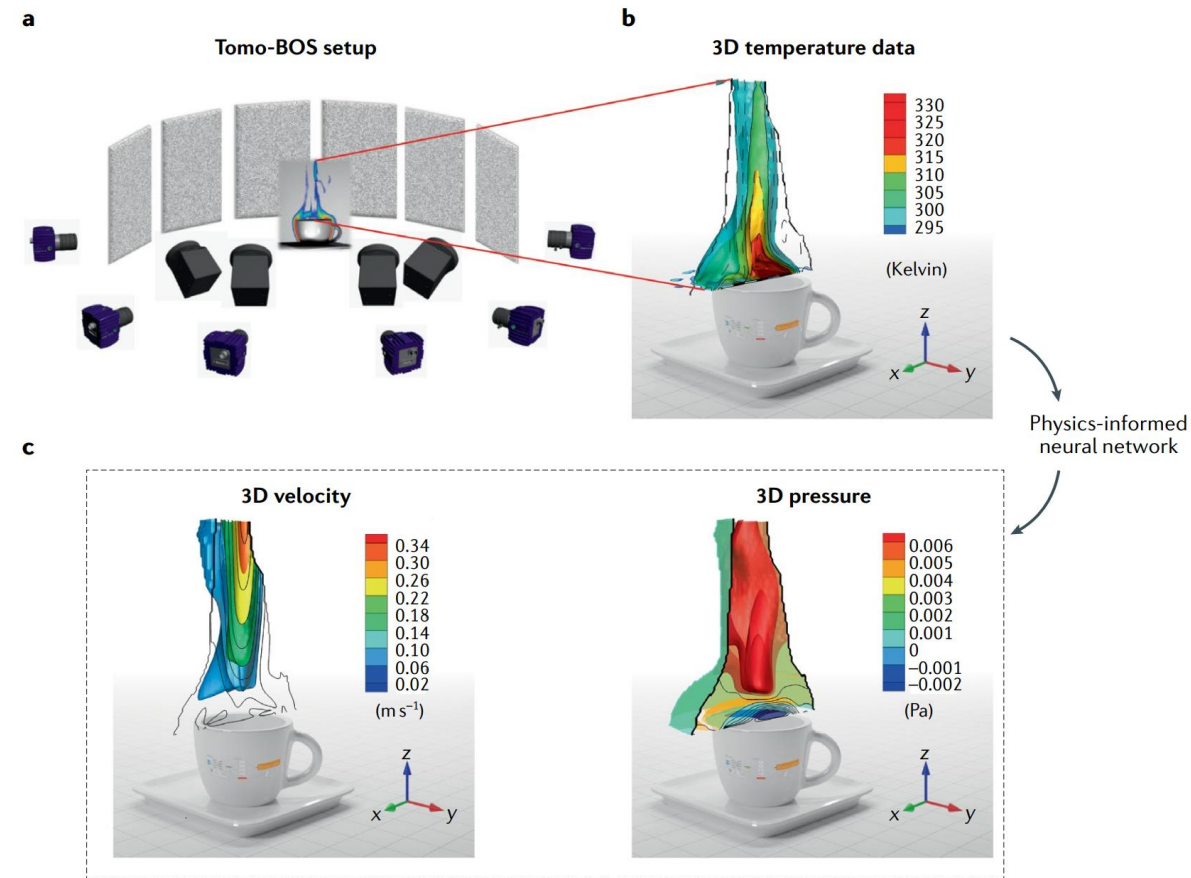 a
Tomo-BOS setup
b
3D temperature data
330
325
320
315
310
305
300
295
(Kelvin)
z
x
y
Physics-informed
neural network
c
3D velocity
0.34
0.30
0.26
0.22
0.18
0.14
0.10
0.06
0.02
(m s⁻¹)
z
x
y
3D pressure
0.006
0.005
0.004
0.003
0.002
0.001
0
−0.001
−0.002
(Pa)
z
x
y